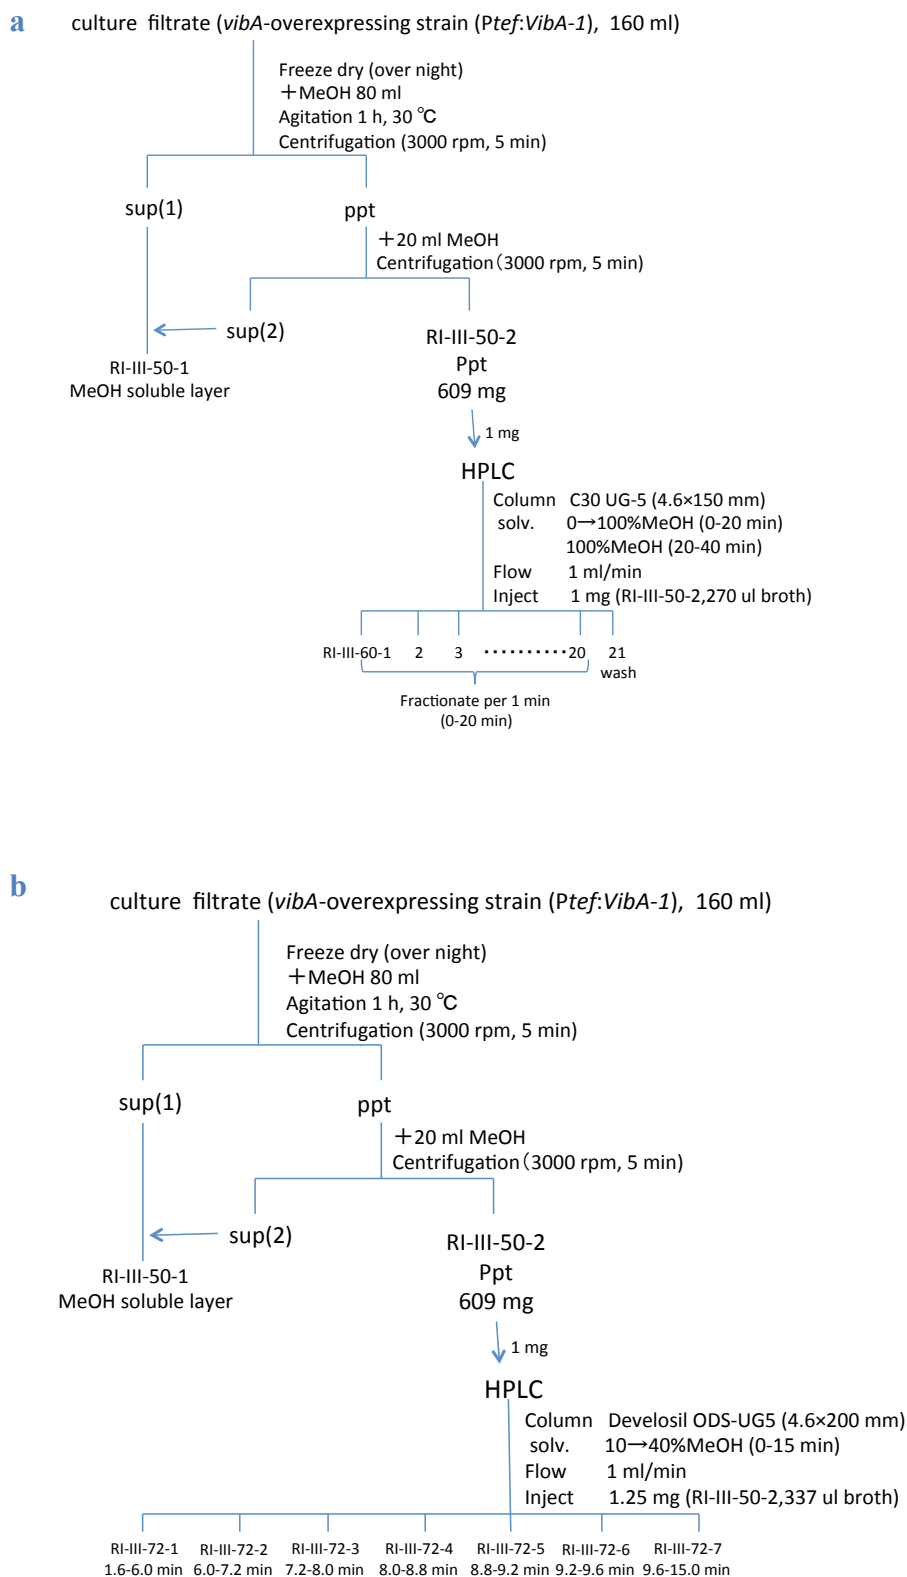 a
culture filtrate (vibA-overexpressing strain (Ptef:VibA-1), 160 ml)
Freeze dry (over night)
+MeOH 80 ml
Agitation 1 h, 30 ℃
Centrifugation (3000 rpm, 5 min)
sup(1)
ppt
+20 ml MeOH
Centrifugation(3000 rpm, 5 min)
sup(2)
RI-III-50-2
Ppt
609 mg
RI-III-50-1
MeOH soluble layer
1 mg
HPLC
Column C30 UG-5 (4.6×150 mm)
solv. 0→100%MeOH (0-20 min)
100%MeOH (20-40 min)
Flow 1 ml/min
Inject 1 mg (RI-III-50-2,270 ul broth)
RI-III-60-1 2 3 ··········20 21
wash
Fractionate per 1 min
(0-20 min)
b
culture filtrate (vibA-overexpressing strain (Ptef:VibA-1), 160 ml)
Freeze dry (over night)
+MeOH 80 ml
Agitation 1 h, 30 ℃
Centrifugation (3000 rpm, 5 min)
sup(1)
ppt
+20 ml MeOH
Centrifugation(3000 rpm, 5 min)
sup(2)
RI-III-50-2
Ppt
609 mg
RI-III-50-1
MeOH soluble layer
1 mg
HPLC
Column Develosil ODS-UG5 (4.6×200 mm)
solv. 10→40%MeOH (0-15 min)
Flow 1 ml/min
Inject 1.25 mg (RI-III-50-2,337 ul broth)
RI-III-72-1 RI-III-72-2 RI-III-72-3 RI-III-72-4 RI-III-72-5 RI-III-72-6 RI-III-72-7
1.6-6.0 min 6.0-7.2 min 7.2-8.0 min 8.0-8.8 min 8.8-9.2 min 9.2-9.6 min 9.6-15.0 min